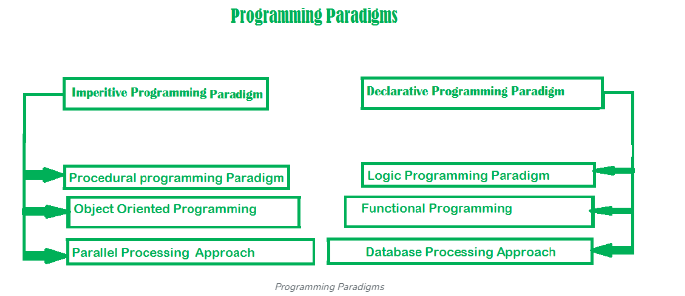 Programming Paradigms
Imperitive Programming Paradigm
Declarative Programming Paradigm
Procedural programming Paradigm
Logic Programming Paradigm
Object Oriented Programming
Functional Programming
Parallel Processing Approach
Database Processing Approach
Programming Paradigms